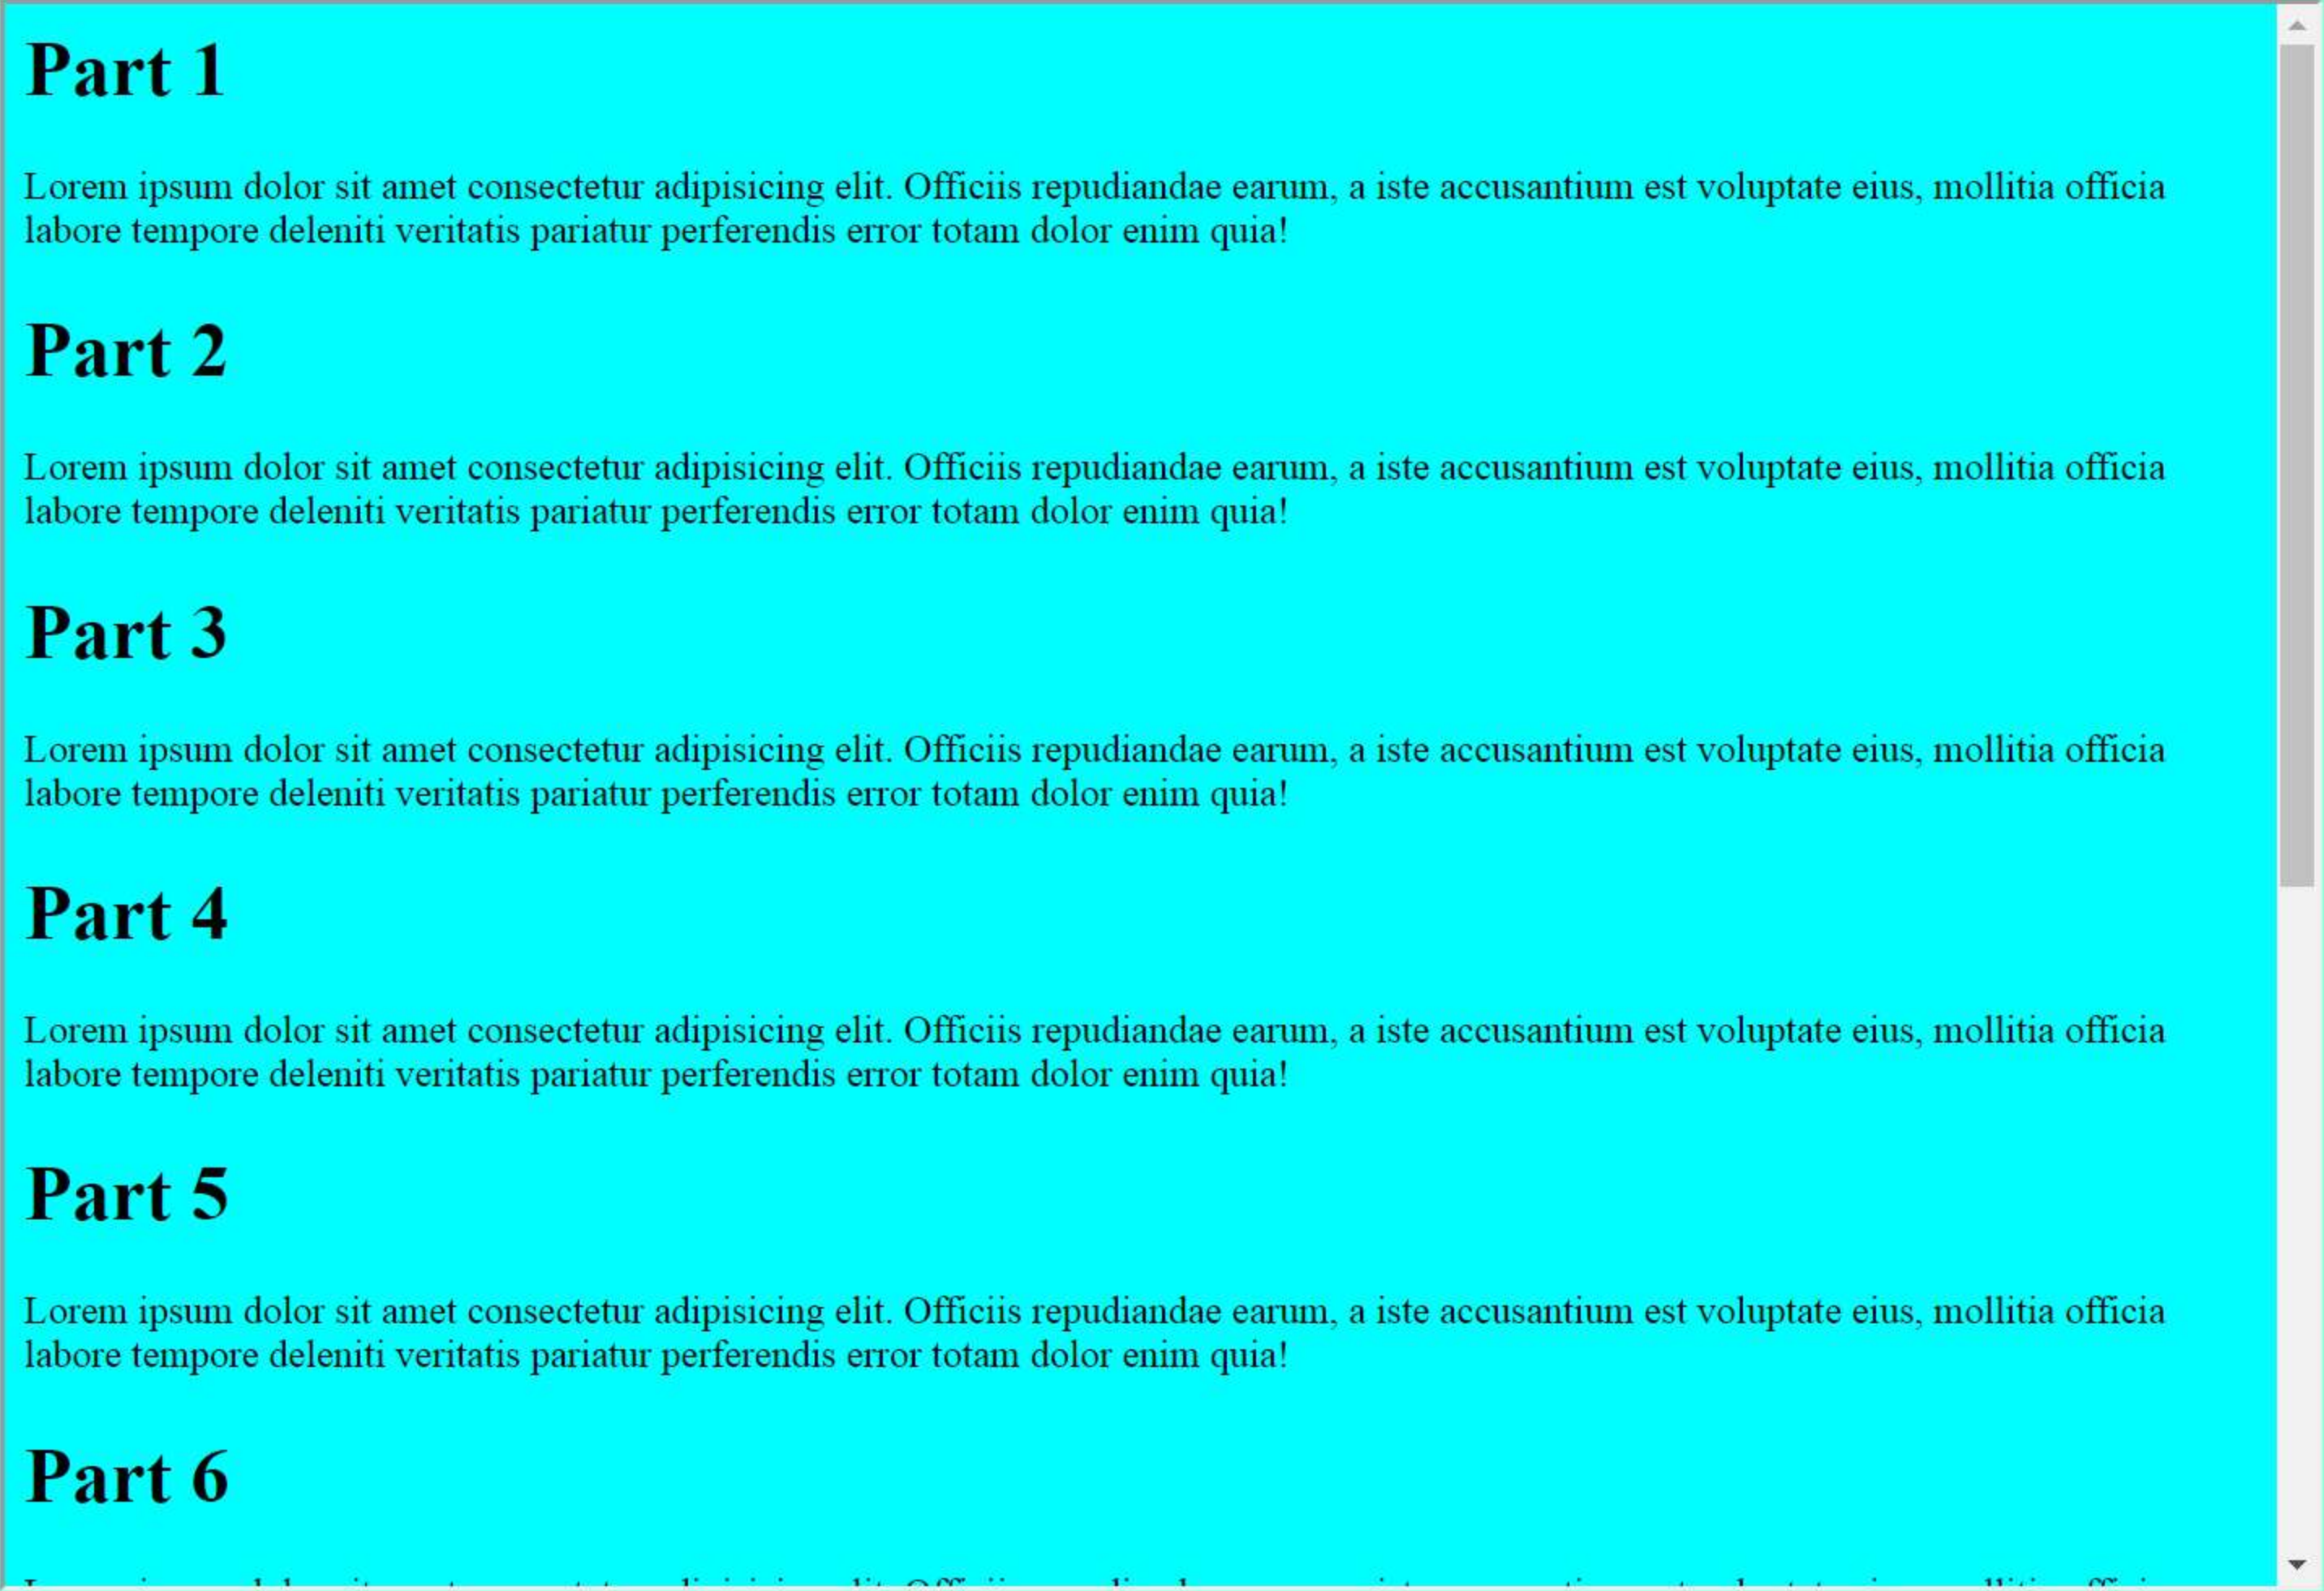 Part 1
Lorem ipsum dolor sit amet consectetur adipisicing elit. Officiis repudiandae earum, a iste accusantium est voluptate eius, mollitia officia
labore tempore deleniti veritatis pariatur perferendis error totam dolor enim quia!
Part 2
Lorem ipsum dolor sit amet consectetur adipisicing elit. Officiis repudiandae earum, a iste accusantium est voluptate eius, mollitia officia
labore tempore deleniti veritatis pariatur perferendis error totam dolor enim quia!
Part 3
Lorem ipsum dolor sit amet consectetur adipisicing elit. Officiis repudiandae earum, a iste accusantium est voluptate eius, mollitia officia
labore tempore deleniti veritatis pariatur perferendis error totam dolor enim quia!
Part 4
Lorem ipsum dolor sit amet consectetur adipisicing elit. Officiis repudiandae earum, a iste accusantium est voluptate eius, mollitia officia
labore tempore deleniti veritatis pariatur perferendis error totam dolor enim quia!
Part 5
Lorem ipsum dolor sit amet consectetur adipisicing elit. Officiis repudiandae earum, a iste accusantium est voluptate eius, mollitia officia
labore tempore deleniti veritatis pariatur perferendis error totam dolor enim quia!
Part 6